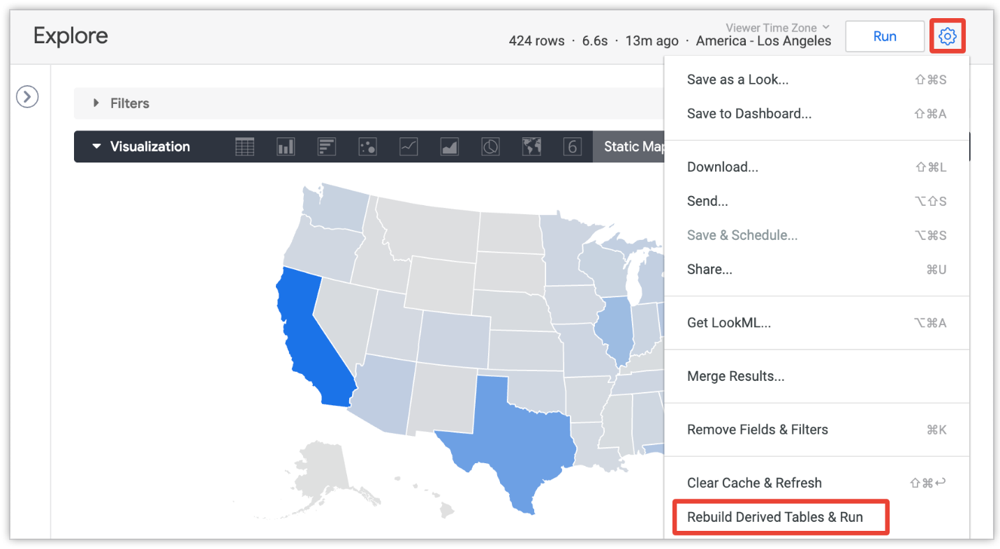 Explore
Viewer Time Zone
424 rows · 6.6s · 13m ago · America - Los Angeles
Run
Filters
Visualization
6
Static Map
Save as a Look... ⇧⌘S
Save to Dashboard... ⇧⌘A
Download... ⇧⌘L
Send... ⌥⇧S
Save & Schedule... ⌥⌘S
Share... ⌘U
Get LookML... ⌥⌘A
Merge Results...
Remove Fields & Filters ⌘K
Clear Cache & Refresh ⇧⌘↩
Rebuild Derived Tables & Run